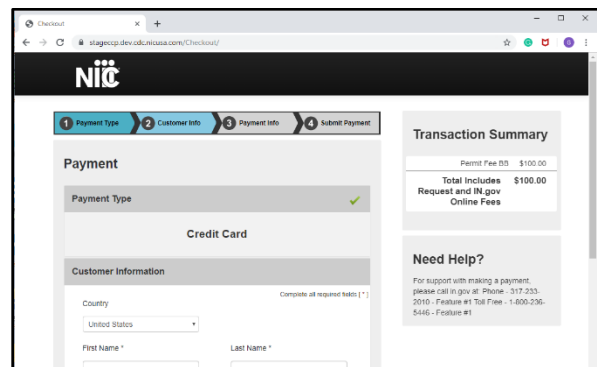 Checkout
stageccp.dev.cdc.nicusa.com/Checkout/
NIC
1 Payment Type 2 Customer Info 3 Payment Info 4 Submit Payment
Payment
Payment Type
Credit Card
Customer Information
Complete all required fields [ * ]
Country
United States
First Name *
Last Name *
Transaction Summary
Permit Fee BB $100.00
Total Includes $100.00
Request and IN.gov
Online Fees
Need Help?
For support with making a payment,
please call in.gov at: Phone - 317-233-
2010 - Feature #1 Toll Free - 1-800-236-
5446 - Feature #1